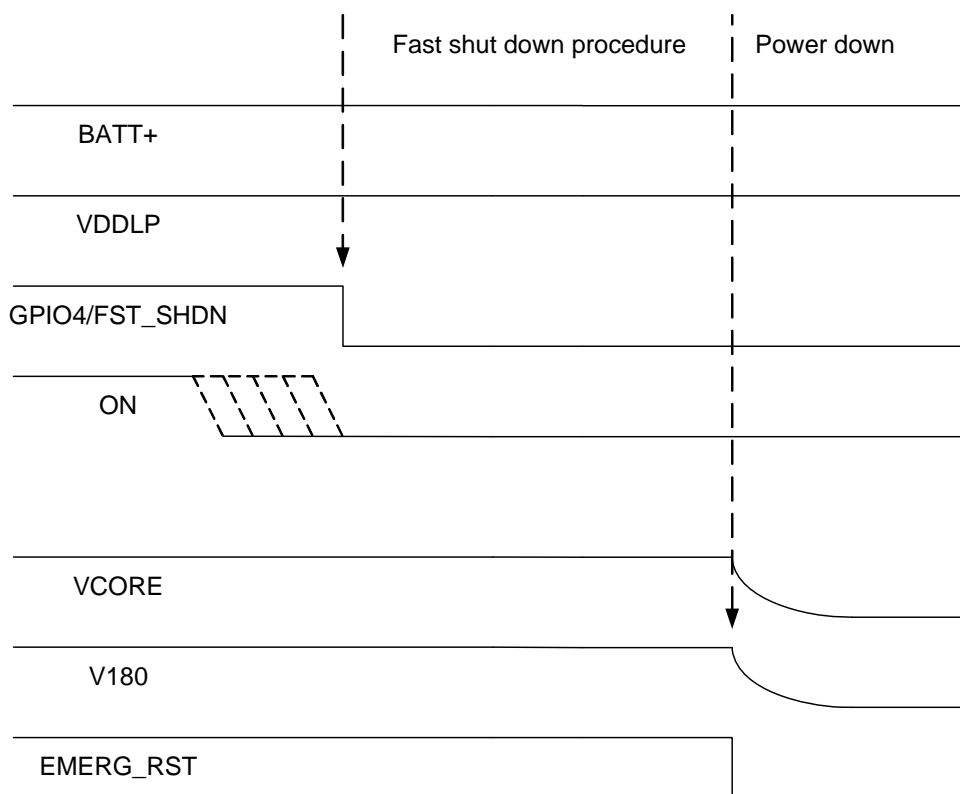 Fast shut down procedure
Power down
BATT+
VDDLP
GPIO4/FST_SHDN
ON
VCORE
V180
EMERG_RST